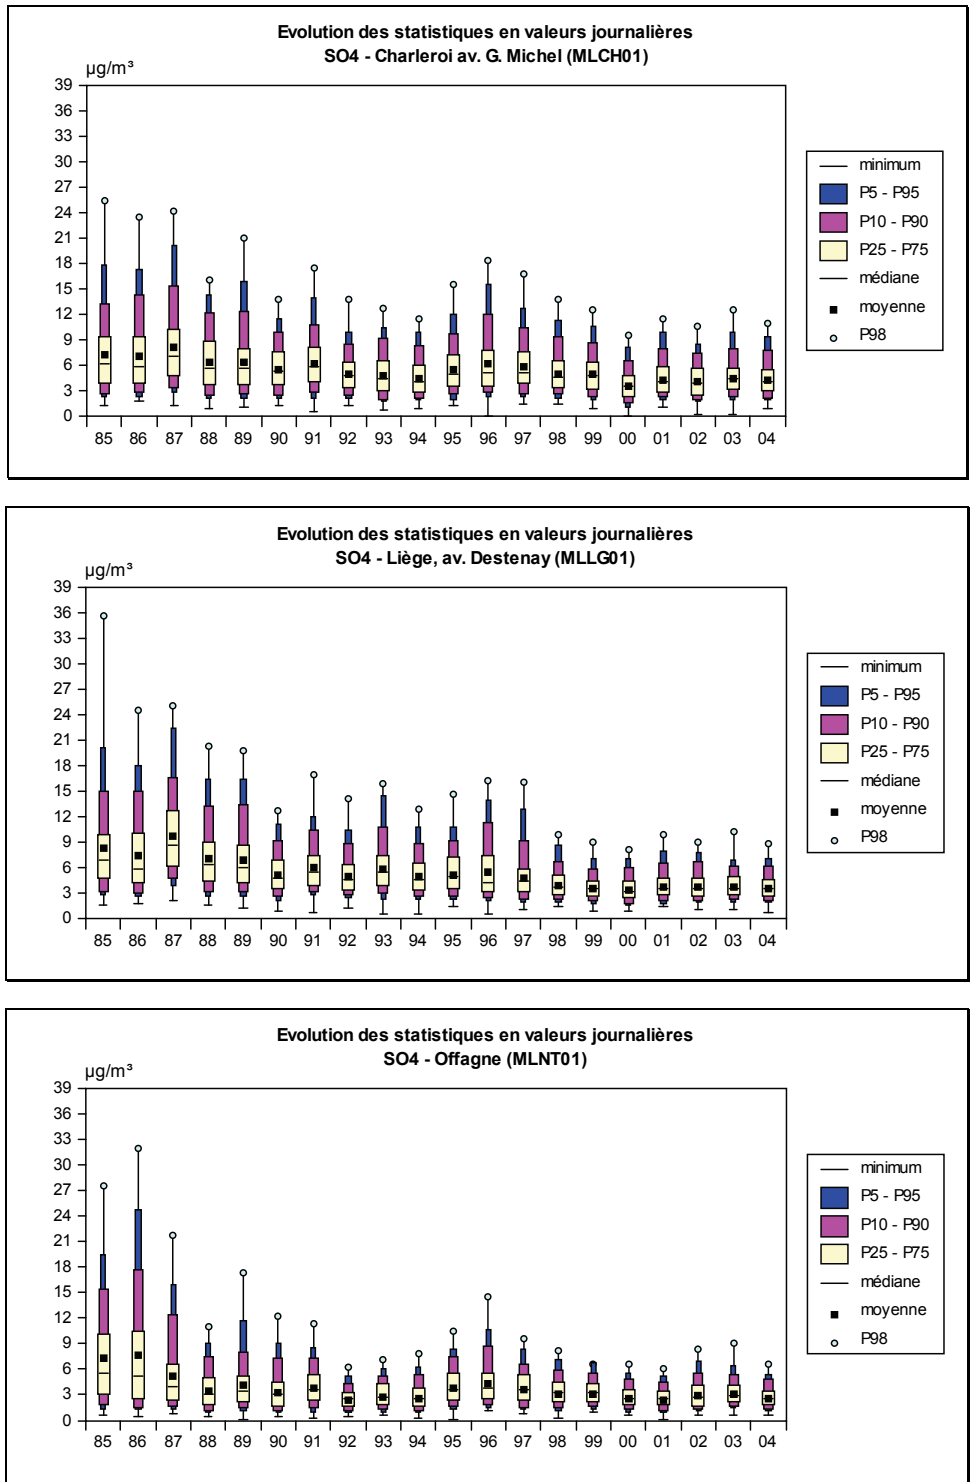 Evolution des statistiques en valeurs journalières
SO4 - Charleroi av. G. Michel (MLCH01)
µg/m³
39
36
33
30
27
24
21
18
15
12
9
6
3
0
85 86 87 88 89 90 91 92 93 94 95 96 97 98 99 00 01 02 03 04
minimum
P5 - P95
P10 - P90
P25 - P75
médiane
moyenne
P98
Evolution des statistiques en valeurs journalières
SO4 - Liège, av. Destenay (MLLG01)
µg/m³
39
36
33
30
27
24
21
18
15
12
9
6
3
0
85 86 87 88 89 90 91 92 93 94 95 96 97 98 99 00 01 02 03 04
minimum
P5 - P95
P10 - P90
P25 - P75
médiane
moyenne
P98
Evolution des statistiques en valeurs journalières
SO4 - Offagne (MLNT01)
µg/m³
39
36
33
30
27
24
21
18
15
12
9
6
3
0
85 86 87 88 89 90 91 92 93 94 95 96 97 98 99 00 01 02 03 04
minimum
P5 - P95
P10 - P90
P25 - P75
médiane
moyenne
P98